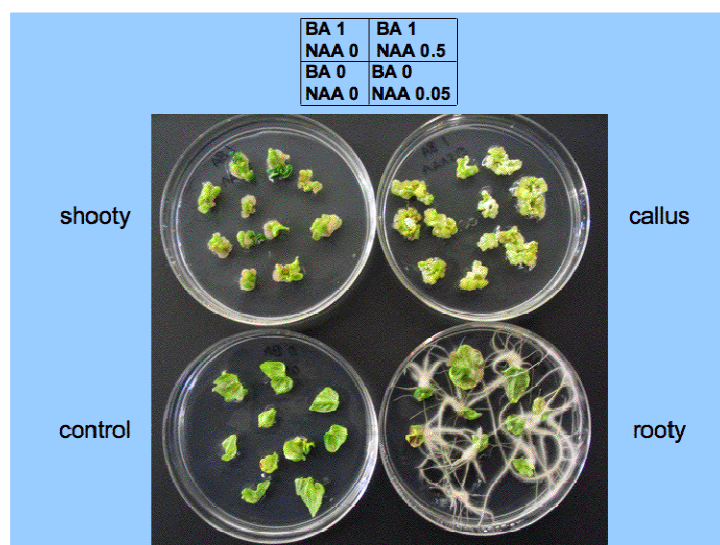 BA 1 BA 1
NAA 0 NAA 0.5
BA 0 BA 0
NAA 0 NAA 0.05
shooty callus
control rooty